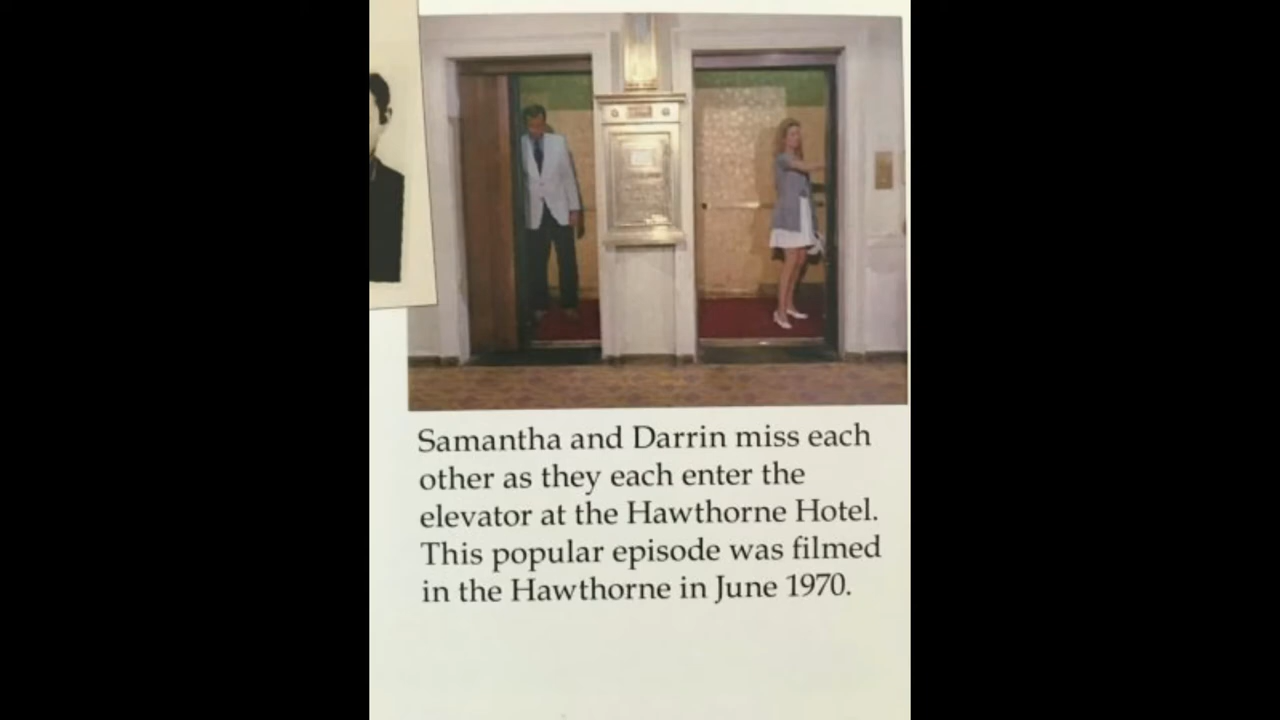 Samantha and Darrin miss each
other as they each enter the
elevator at the Hawthorne Hotel.
This popular episode was filmed
in the Hawthorne in June 1970.